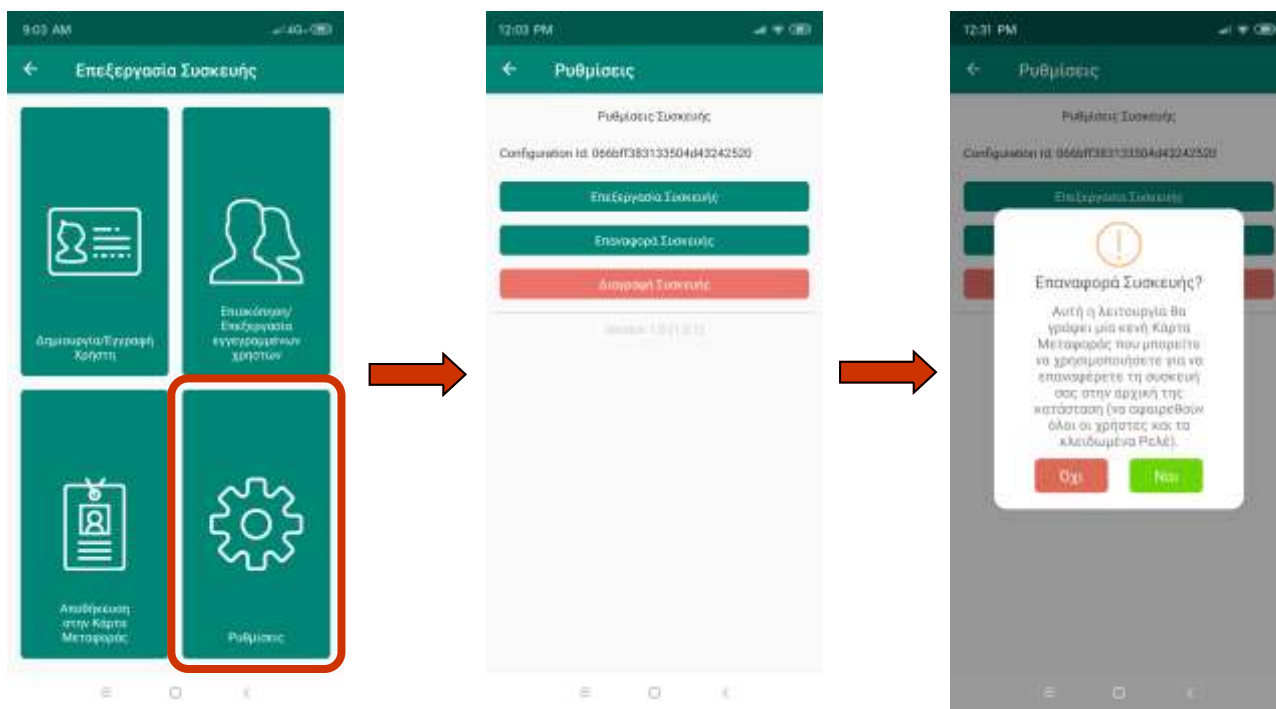 9:03 AM
4G
Επεξεργασία Συσκευής
Δημιουργία/Εγγραφή
Χρήστη
Επισκόπηση/
Επεξεργασία
εγγεγραμμένων
χρηστών
Αποθήκευση
στην Κάρτα
Μεταφοράς
Ρυθμίσεις
12:03 PM
Ρυθμίσεις
Ρυθμίσεις Συσκευής
Configuration id:
Επεξεργασία Συσκευής
Επαναφορά Συσκευής
Διαγραφή Συσκευής
12:31 PM
Ρυθμίσεις
Ρυθμίσεις Συσκευής
Configuration id:
Επεξεργασία Συσκευής
Επαναφορά Συσκευής?
Αυτή η λειτουργία θα
γράψει μία κενή Κάρτα
Μεταφοράς που μπορείτε
να χρησιμοποιήσετε για να
επαναφέρετε τη συσκευή
σας στην αρχική της
κατάσταση (να αφαιρεθούν
όλοι οι χρήστες και τα
κλειδωμένα Ρελέ).
Όχι
Ναι